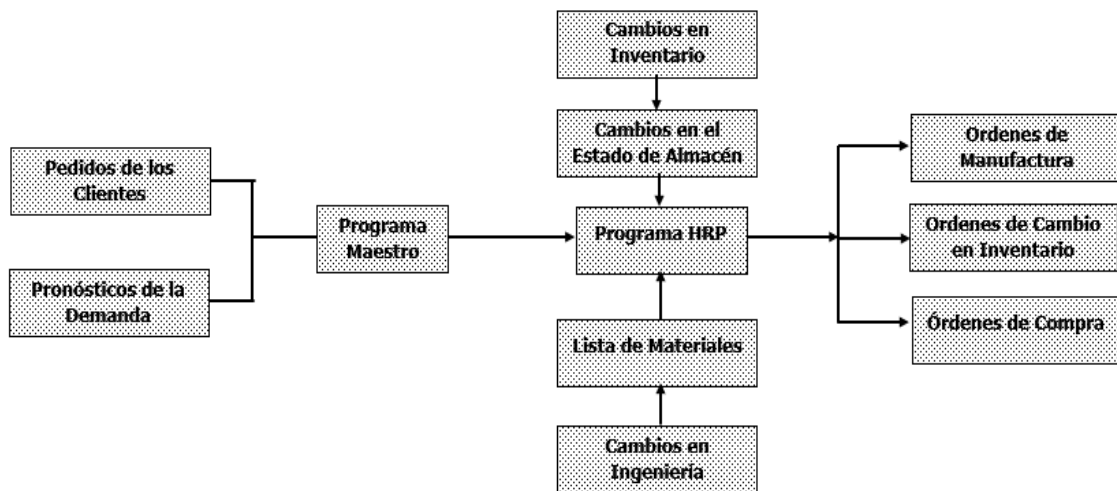 Cambios en
Inventario
Cambios en el
Estado de Almacén
Pedidos de los
Clientes
Pronósticos de la
Demanda
Programa
Maestro
Programa HRP
Lista de Materiales
Cambios en
Ingeniería
Ordenes de
Manufactura
Ordenes de Cambio
en Inventario
Órdenes de Compra